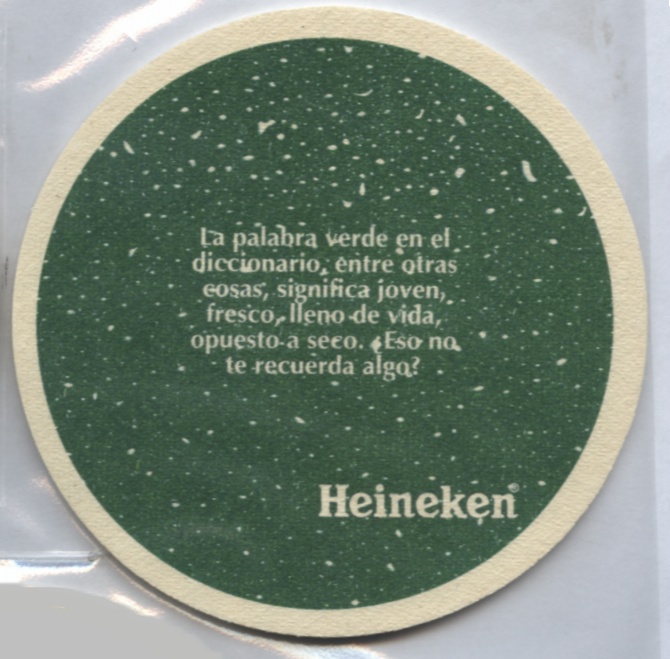 La palabra verde en el
diccionario, entre otras
cosas, significa joven,
fresco, lleno de vida,
opuesto a seco. ¿Eso no
te recuerda algo?
Heineken®